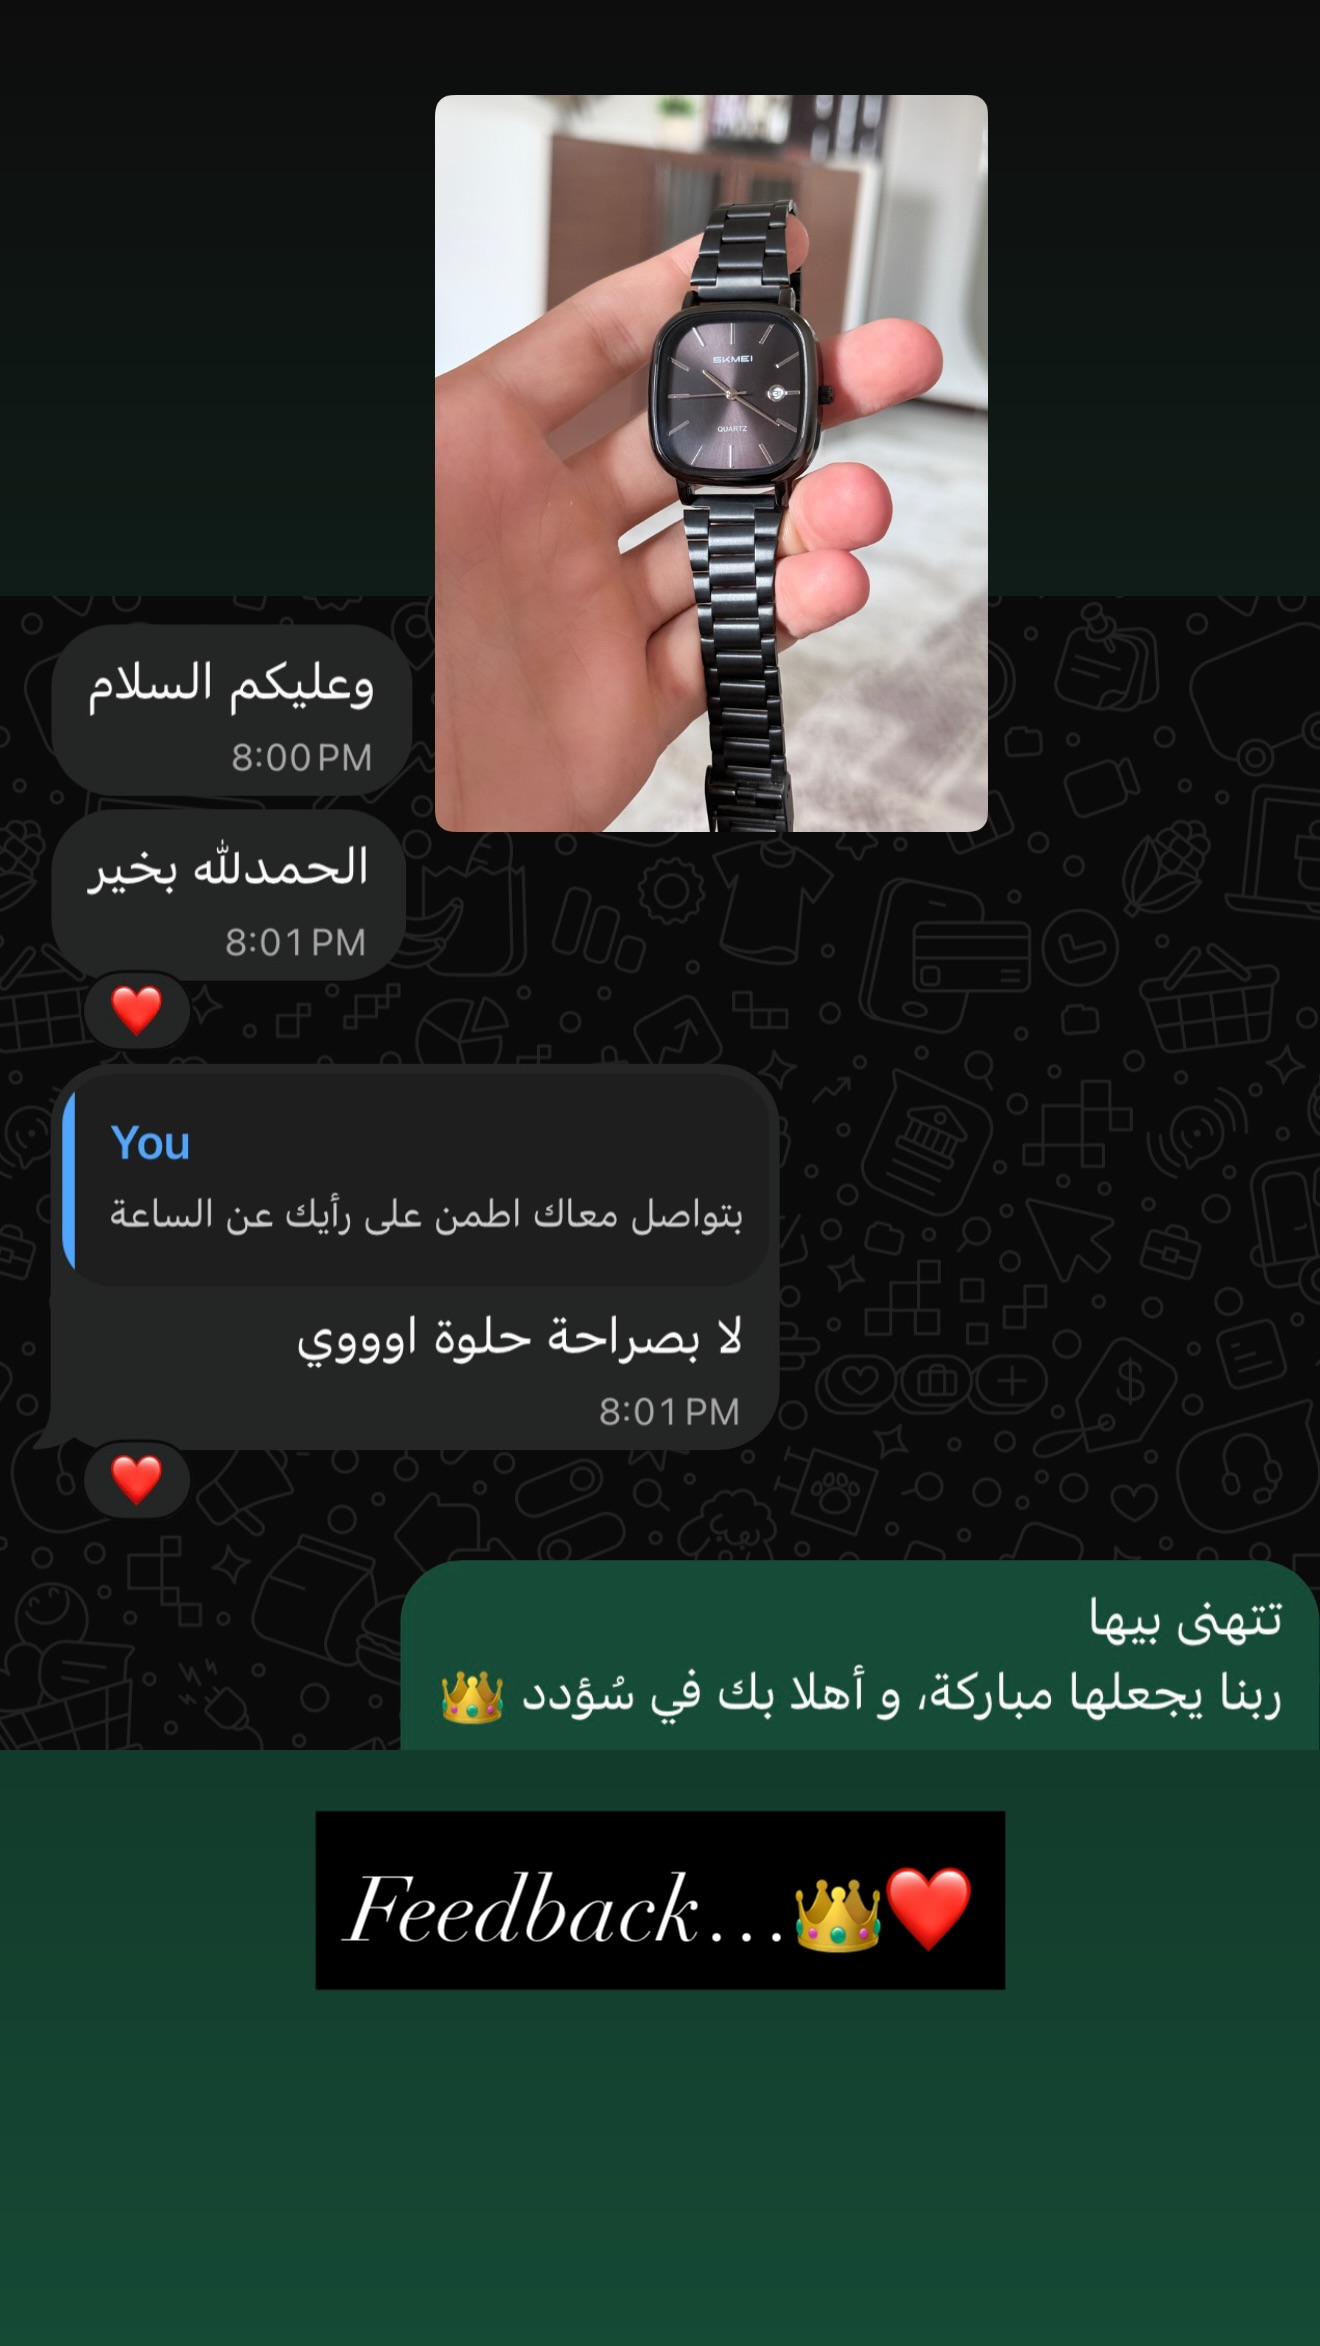 SKMEI
QUARTZ
وعليكم السلام
8:00 PM
الحمدلله بخير
8:01 PM
You
بتواصل معاك اطمن على رأيك عن الساعة
لا بصراحة حلوة اوووي
8:01 PM
تتهنى بيها
ربنا يجعلها مباركة، و أهلا بك في سُؤدد 👑
Feedback...👑❤️